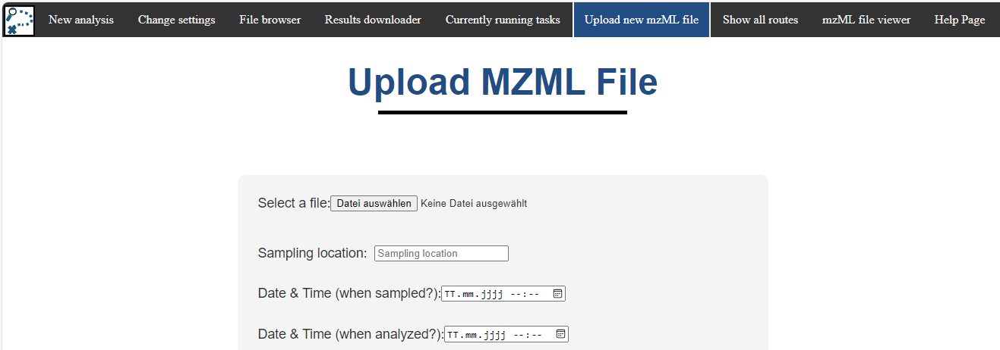 New analysis Change settings File browser Results downloader Currently running tasks Upload new mzML file Show all routes mzML file viewer Help Page
Upload MZML File
Select a file: Datei auswählen Keine Datei ausgewählt
Sampling location: Sampling location
Date & Time (when sampled?): TT.mm.jjjj --:--
Date & Time (when analyzed?): TT.mm.jjjj --:--